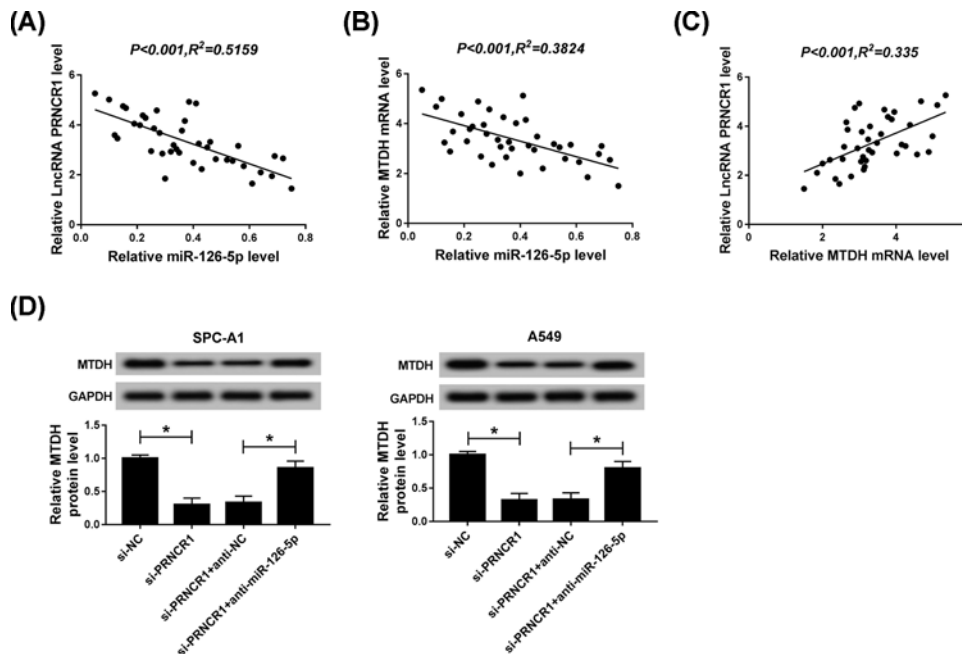 (A)
P<0.001,R²=0.5159
Relative LncRNA PRNCR1 level
6
4
2
0
0.0 0.2 0.4 0.6 0.8
Relative miR-126-5p level
(B)
P<0.001,R²=0.3824
Relative MTDH mRNA level
6
4
2
0
0.0 0.2 0.4 0.6 0.8
Relative miR-126-5p level
(C)
P<0.001,R²=0.335
Relative LncRNA PRNCR1 level
6
4
2
0
0 2 4 6
Relative MTDH mRNA level
(D)
SPC-A1
MTDH
GAPDH
Relative MTDH
protein level
1.5
1.0
0.5
0.0
* *
si-NC
si-PRNCR1
si-PRNCR1+anti-NC
si-PRNCR1+anti-miR-126-5p
A549
MTDH
GAPDH
Relative MTDH
protein level
1.5
1.0
0.5
0.0
* *
si-NC
si-PRNCR1
si-PRNCR1+anti-NC
si-PRNCR1+anti-miR-126-5p